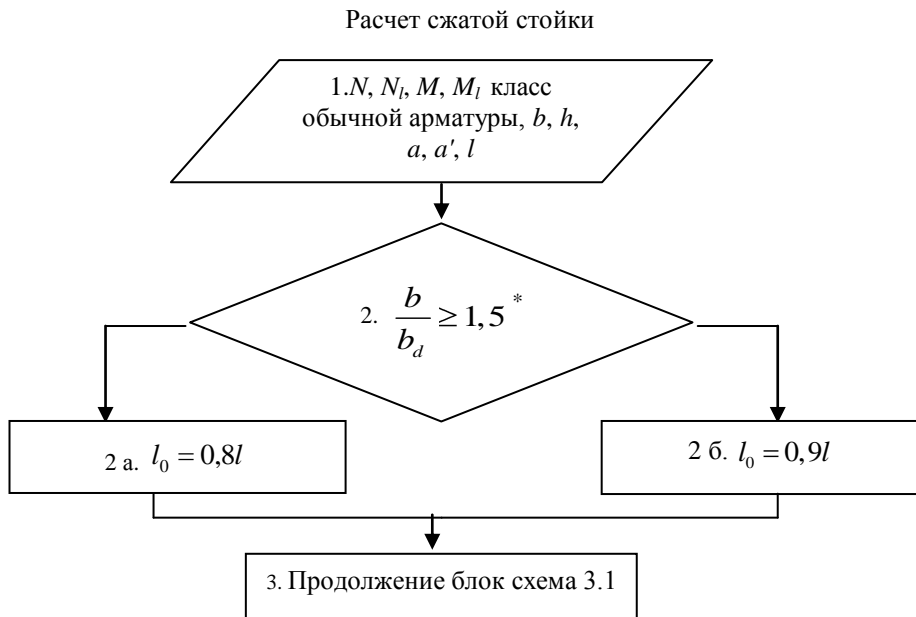 Расчет сжатой стойки
1.N, Nₗ, M, Mₗ класс
обычной арматуры, b, h,
a, a', l
2. b/b_d ≥ 1,5 *
2 а. l₀ = 0,8l
2 б. l₀ = 0,9l
3. Продолжение блок схема 3.1